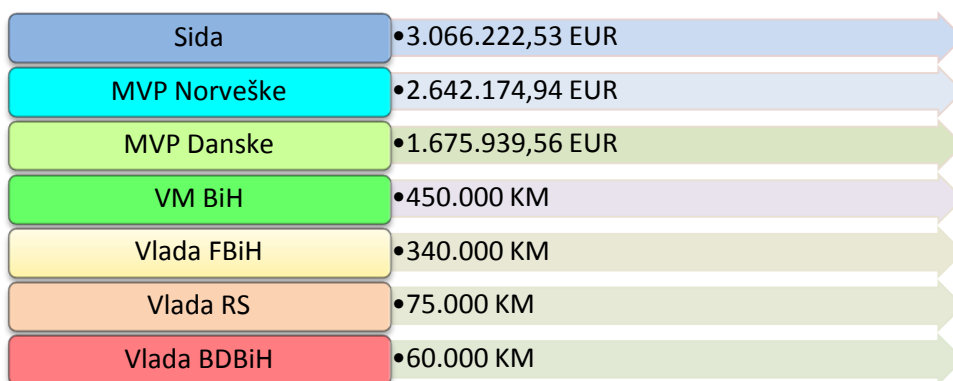 Sida •3.066.222,53 EUR
MVP Norveške •2.642.174,94 EUR
MVP Danske •1.675.939,56 EUR
VM BiH •450.000 KM
Vlada FBiH •340.000 KM
Vlada RS •75.000 KM
Vlada BDBiH •60.000 KM